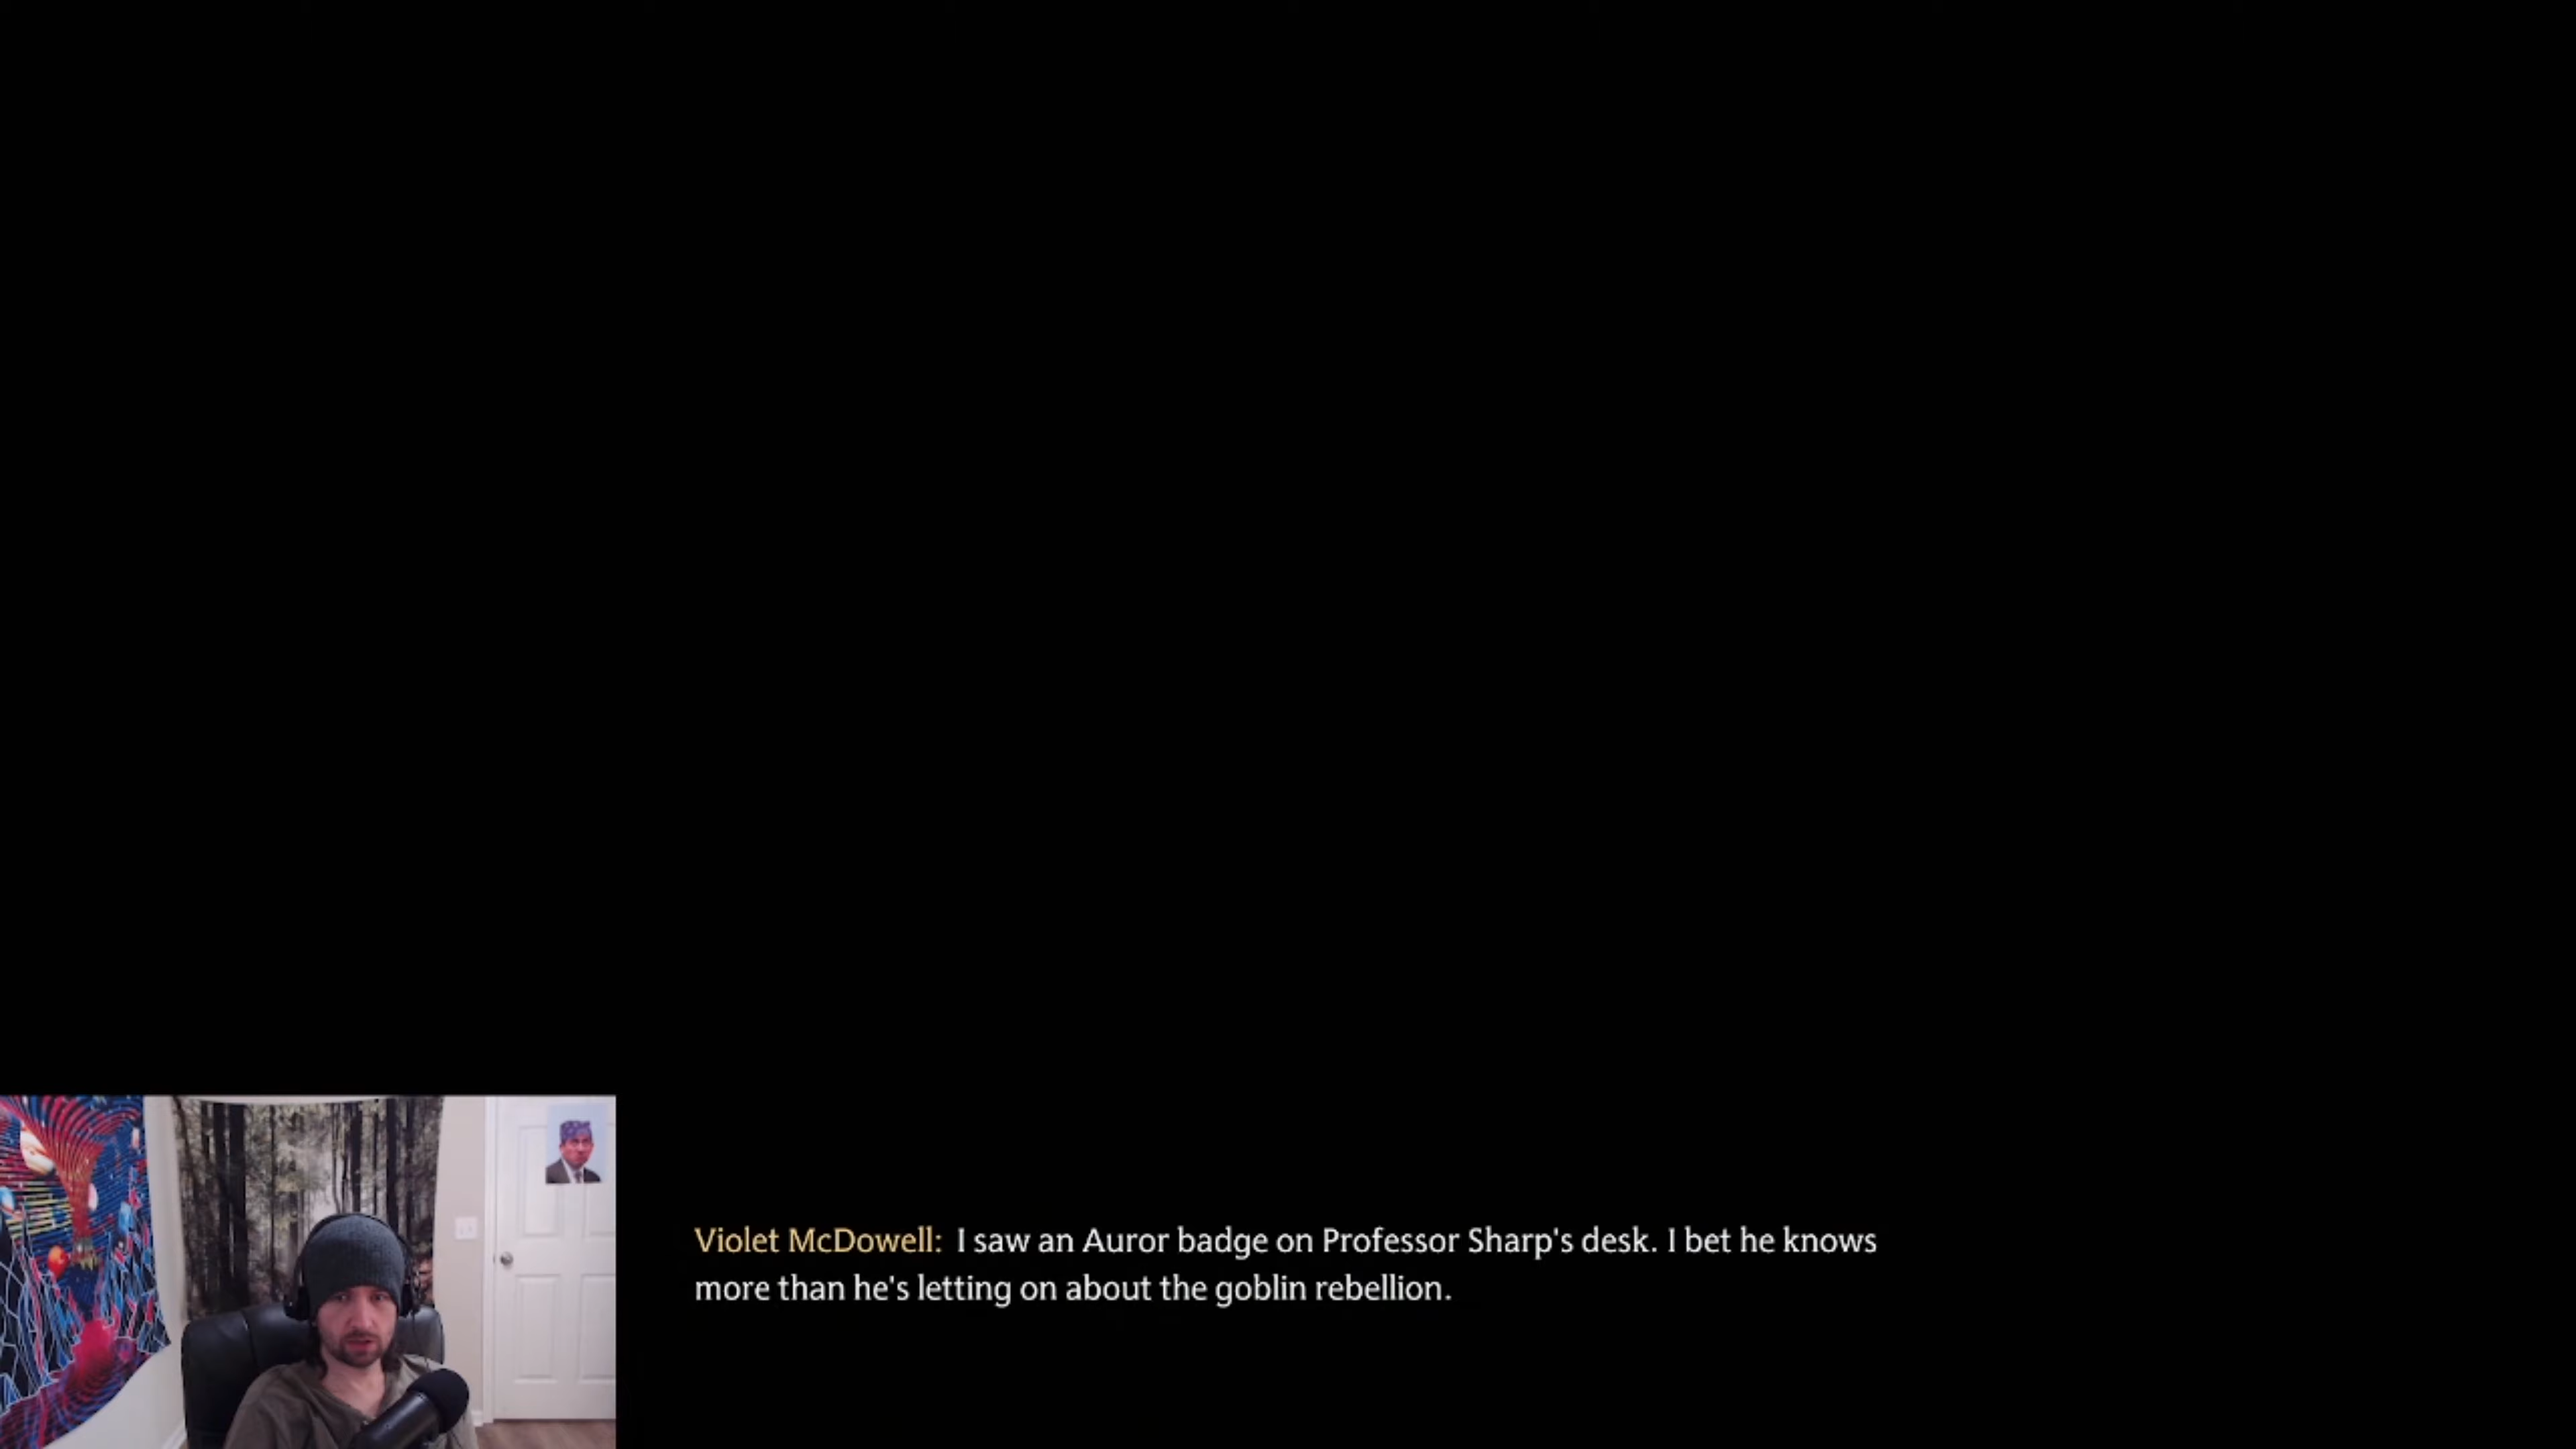 Violet McDowell: I saw an Auror badge on Professor Sharp's desk. I bet he knows
more than he's letting on about the goblin rebellion.